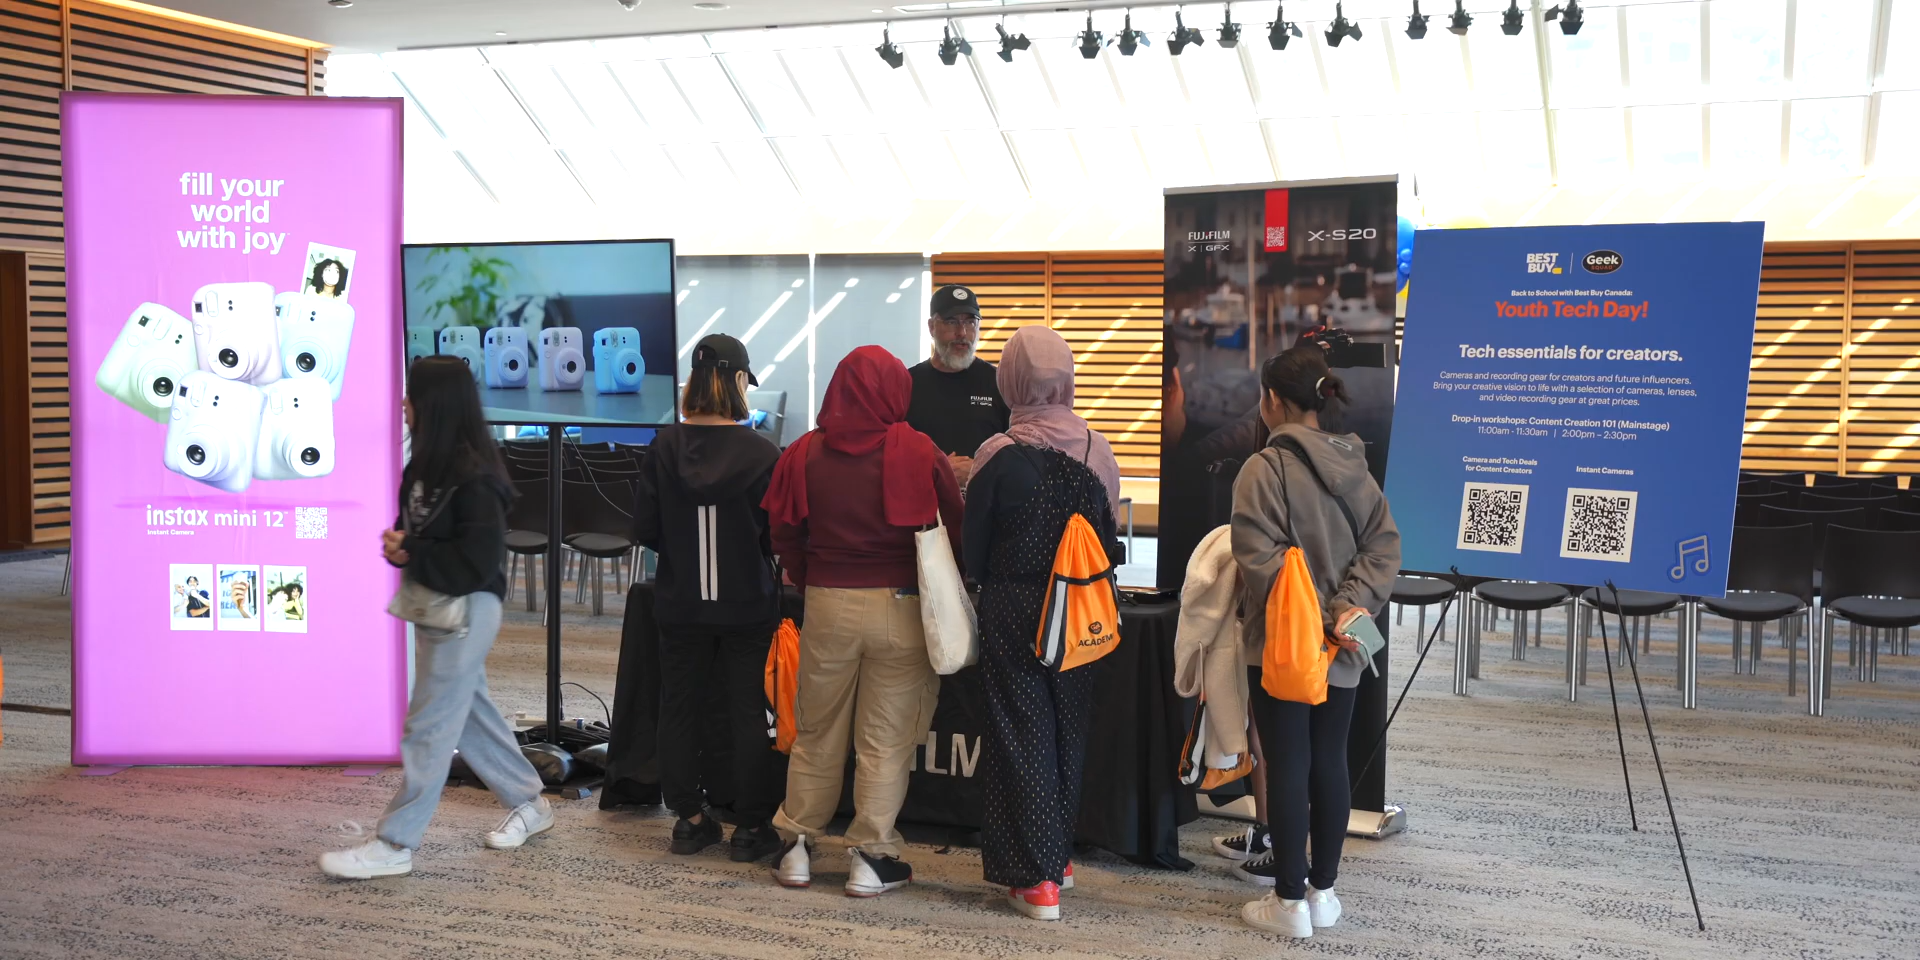 fill your
world
with joy
instax mini 12™
Instant Camera
FUJIFILM
X | GFX
X-S20
FUJIFILM
ILM
ACADEM
BEST
BUY
Geek
SQUAD
Back to School with Best Buy Canada:
Youth Tech Day!
Tech essentials for creators.
Cameras and recording gear for creators and future influencers.
Bring your creative vision to life with a selection of cameras, lenses,
and video recording gear at great prices.
Drop-in workshops: Content Creation 101 (Mainstage)
11:00am - 11:30am | 2:00pm – 2:30pm
Camera and Tech Deals
for Content Creators
Instant Cameras